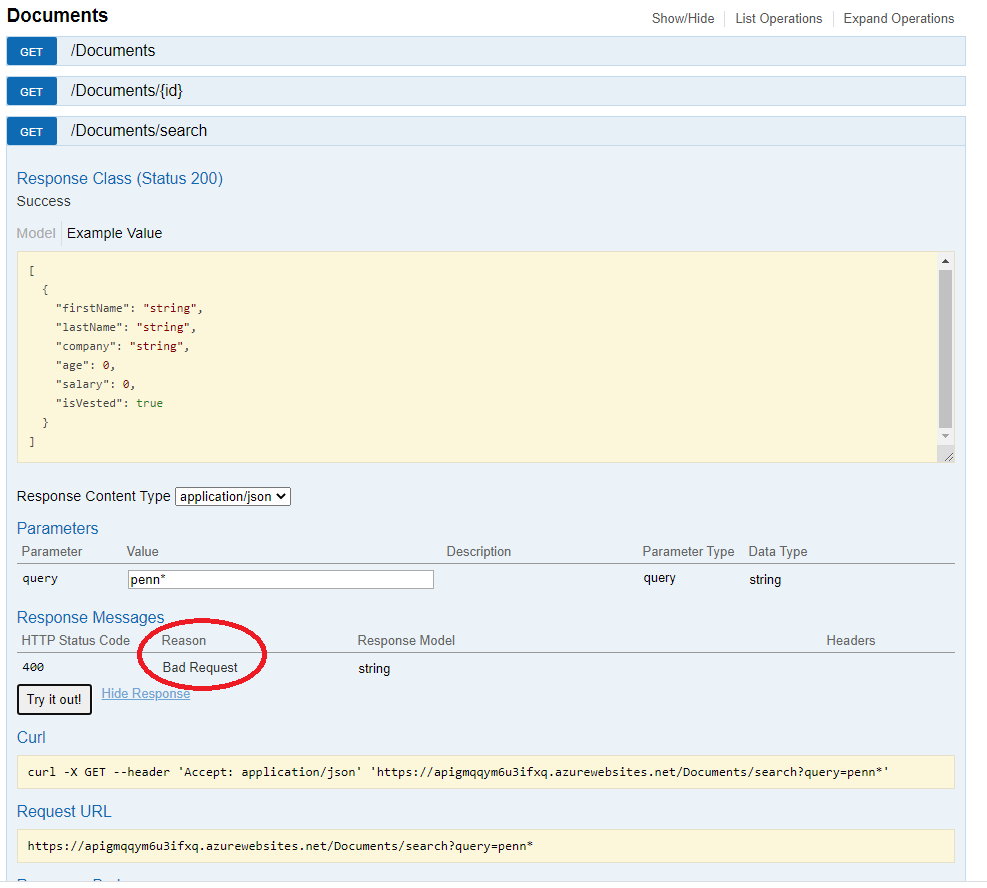 Documents
Show/Hide List Operations Expand Operations
GET /Documents
GET /Documents/{id}
GET /Documents/search
Response Class (Status 200)
Success
Model Example Value
[
{
"firstName": "string",
"lastName": "string",
"company": "string",
"age": 0,
"salary": 0,
"isVested": true
}
]
Response Content Type application/json
Parameters
Parameter Value Description Parameter Type Data Type
query penn* query string
Response Messages
HTTP Status Code Reason Response Model Headers
400 Bad Request string
Try it out! Hide Response
Curl
curl -X GET --header 'Accept: application/json' 'https://apigmqqym6u3ifxq.azurewebsites.net/Documents/search?query=penn*'
Request URL
https://apigmqqym6u3ifxq.azurewebsites.net/Documents/search?query=penn*